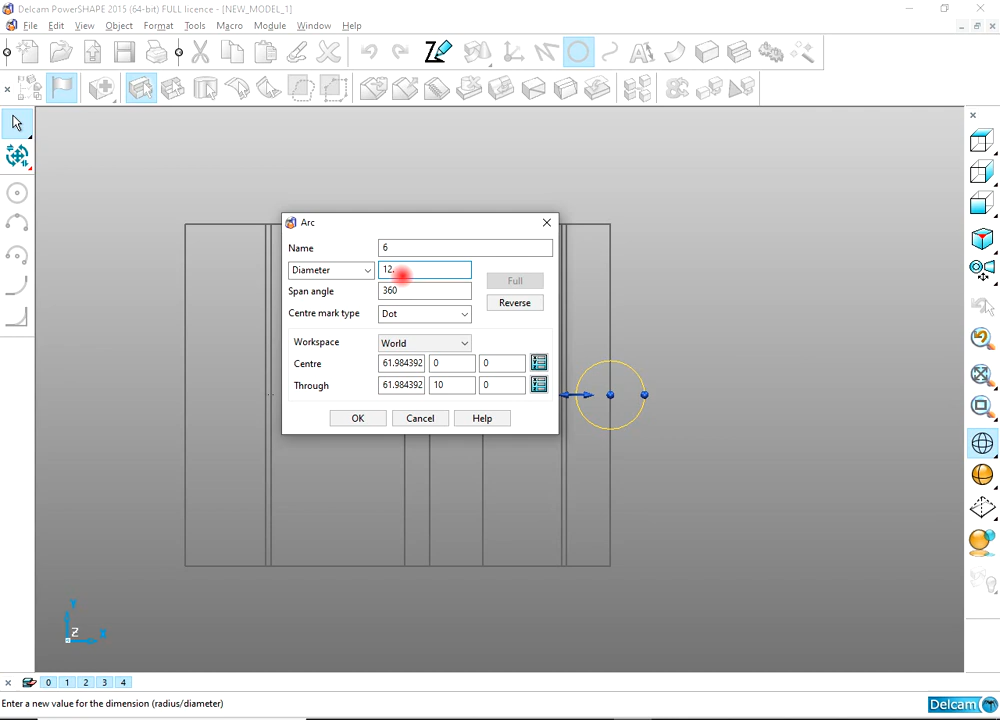 Delcam PowerSHAPE 2015 (64-bit) FULL licence - [NEW_MODEL_1]
File Edit View Object Format Tools Macro Module Window Help
Arc
Name 6
Diameter 12.
Full
Span angle 360
Reverse
Centre mark type Dot
Workspace World
Centre 61.984392 0 0
Through 61.984392 10 0
OK Cancel Help
Y
Z X
0 1 2 3 4
Enter a new value for the dimension (radius/diameter)
Delcam